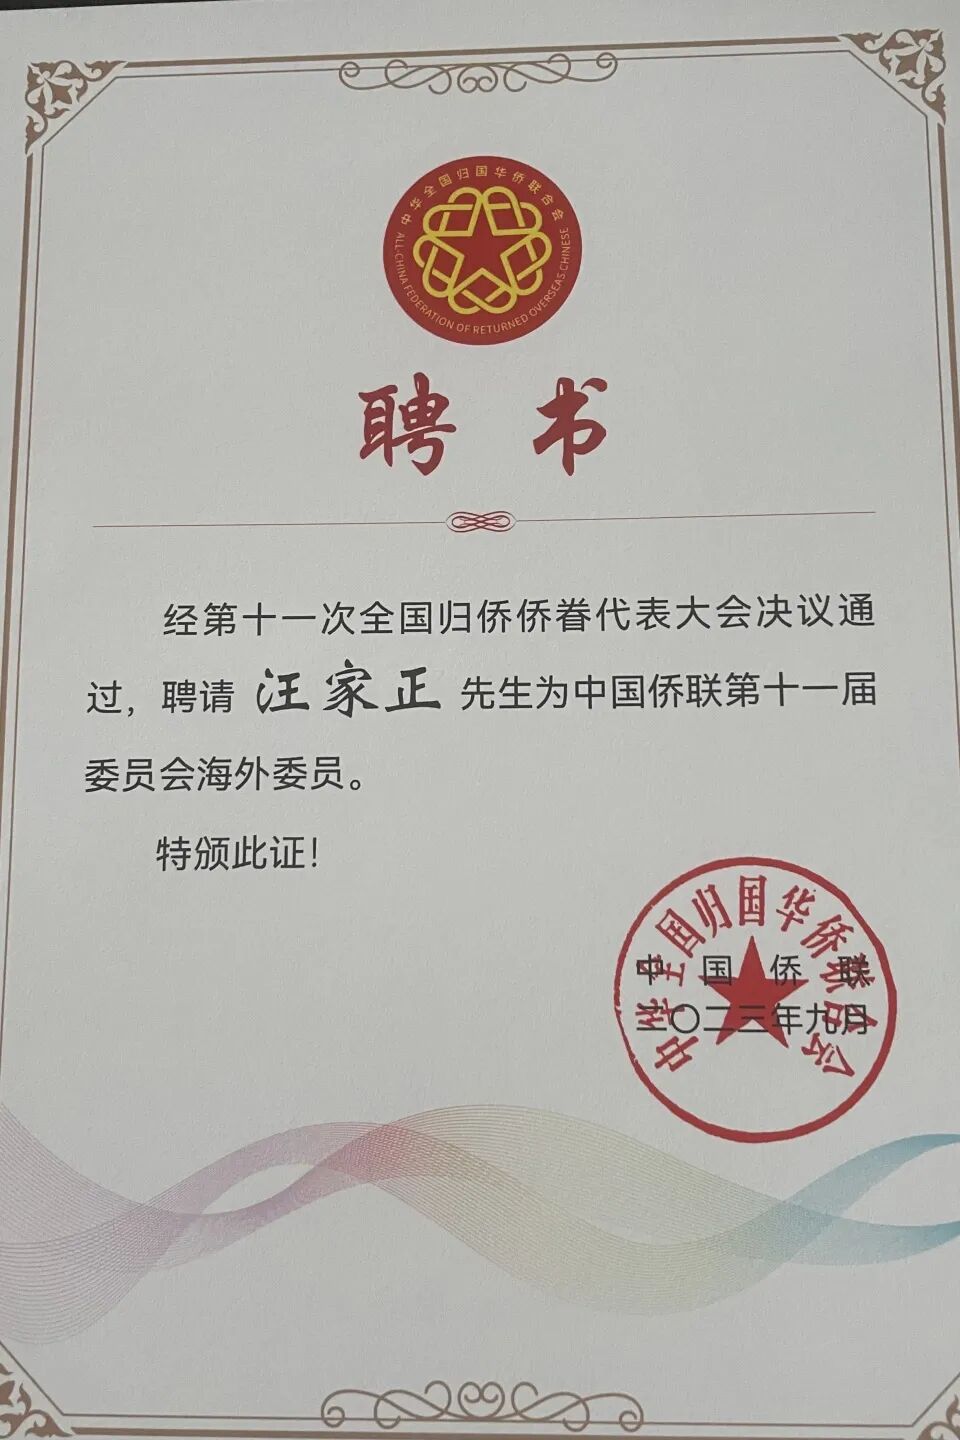 中华全国归国华侨联合会
ALL-CHINA FEDERATION OF RETURNED OVERSEAS CHINESE
聘书
经第十一次全国归侨侨眷代表大会决议通
过，聘请 汪家正 先生为中国侨联第十一届
委员会海外委员。
特颁此证！
中国侨联
二〇二三年九月
中华全国归国华侨联合会